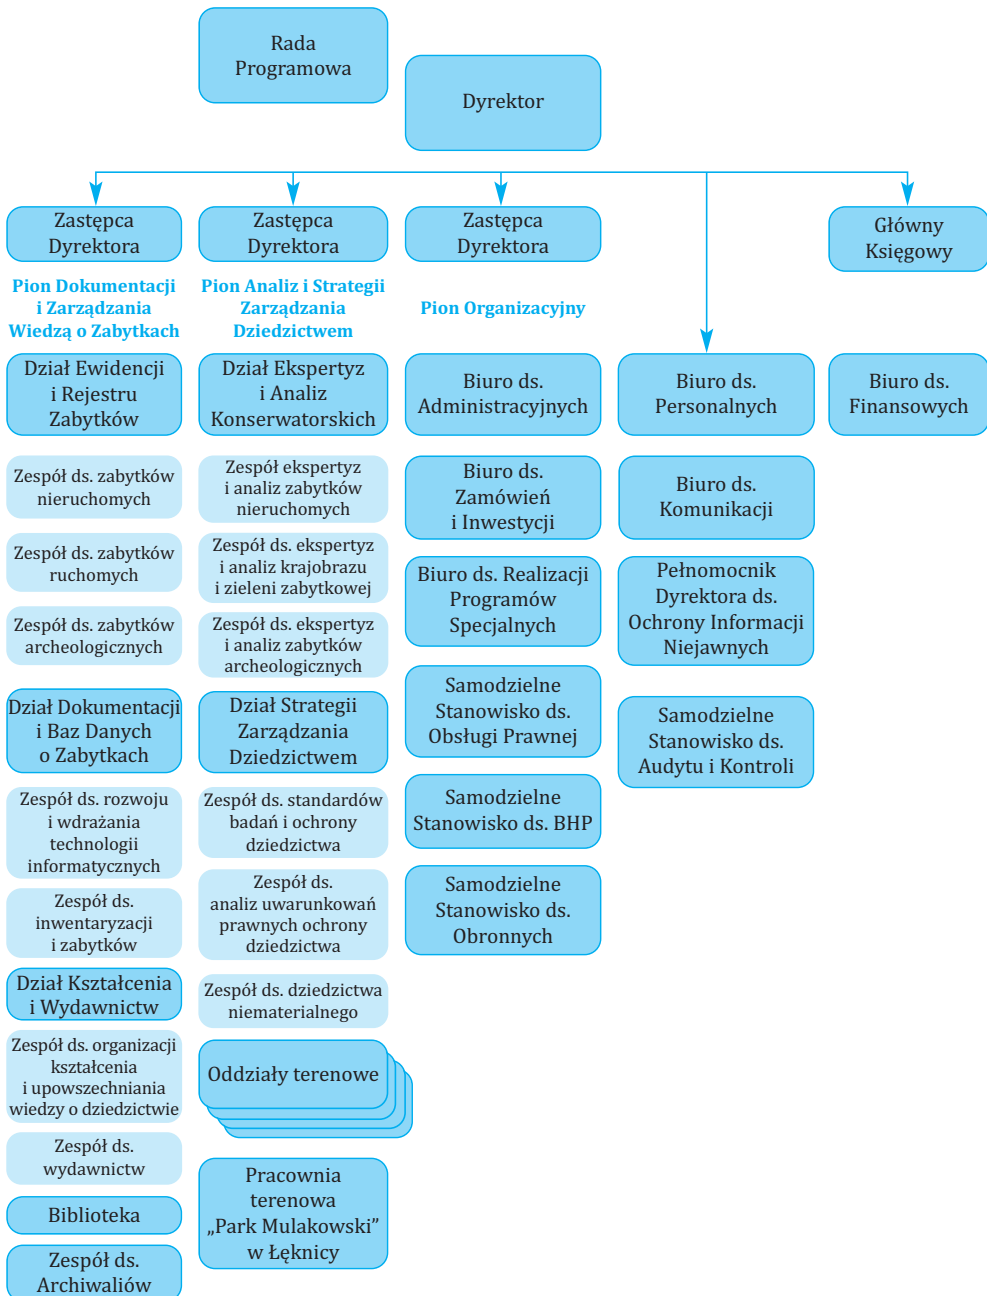 Rada
Programowa
Dyrektor
Zastępca
Dyrektora
Zastępca
Dyrektora
Zastępca
Dyrektora
Główny
Księgowy
Pion Dokumentacji
i Zarządzania
Wiedzą o Zabytkach
Pion Analiz i Strategii
Zarządzania
Dziedzictwem
Pion Organizacyjny
Dział Ewidencji
i Rejestru
Zabytków
Zespół ds. zabytków
nieruchomych
Zespół ds. zabytków
ruchomych
Zespół ds. zabytków
archeologicznych
Dział Dokumentacji
i Baz Danych
o Zabytkach
Zespół ds. rozwoju
i wdrażania
technologii
informatycznych
Zespół ds.
inwentaryzacji
i zabytków
Dział Kształcenia
i Wydawnictw
Zespół ds. organizacji
kształcenia
i upowszechniania
wiedzy o dziedzictwie
Zespół ds.
wydawnictw
Biblioteka
Zespół ds.
Archiwaliów
Dział Ekspertyz
i Analiz
Konserwatorskich
Zespół ekspertyz
i analiz zabytków
nieruchomych
Zespół ds. ekspertyz
i analiz krajobrazu
i zieleni zabytkowej
Zespół ds. ekspertyz
i analiz zabytków
archeologicznych
Dział Strategii
Zarządzania
Dziedzictwem
Zespół ds. standardów
badań i ochrony
dziedzictwa
Zespół ds.
analiz uwarunkowań
prawnych ochrony
dziedzictwa
Zespół ds. dziedzictwa
niematerialnego
Oddziały terenowe
Pracownia
terenowa
„Park Mulakowski”
w Łęknicy
Biuro ds.
Administracyjnych
Biuro ds.
Zamówień
i Inwestycji
Biuro ds. Realizacji
Programów
Specjalnych
Samodzielne
Stanowisko ds.
Obsługi Prawnej
Samodzielne
Stanowisko ds. BHP
Samodzielne
Stanowisko ds.
Obronnych
Biuro ds.
Personalnych
Biuro ds.
Komunikacji
Pełnomocnik
Dyrektora ds.
Ochrony Informacji
Niejawnych
Samodzielne
Stanowisko ds.
Audytu i Kontroli
Biuro ds.
Finansowych